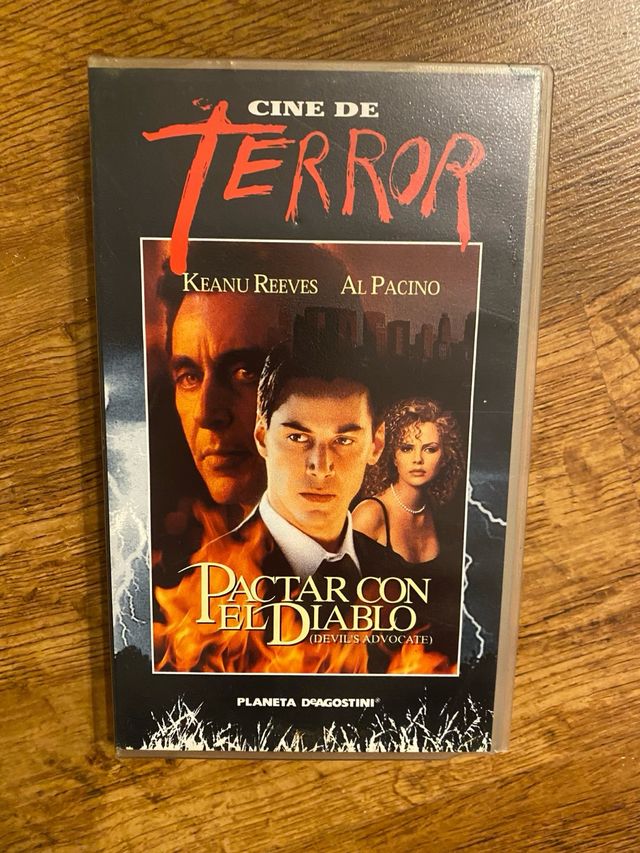 CINE DE
TERROR
KEANU REEVES AL PACINO
PACTAR CON
EL DIABLO
(DEVIL'S ADVOCATE)
PLANETA DeAGOSTINI®